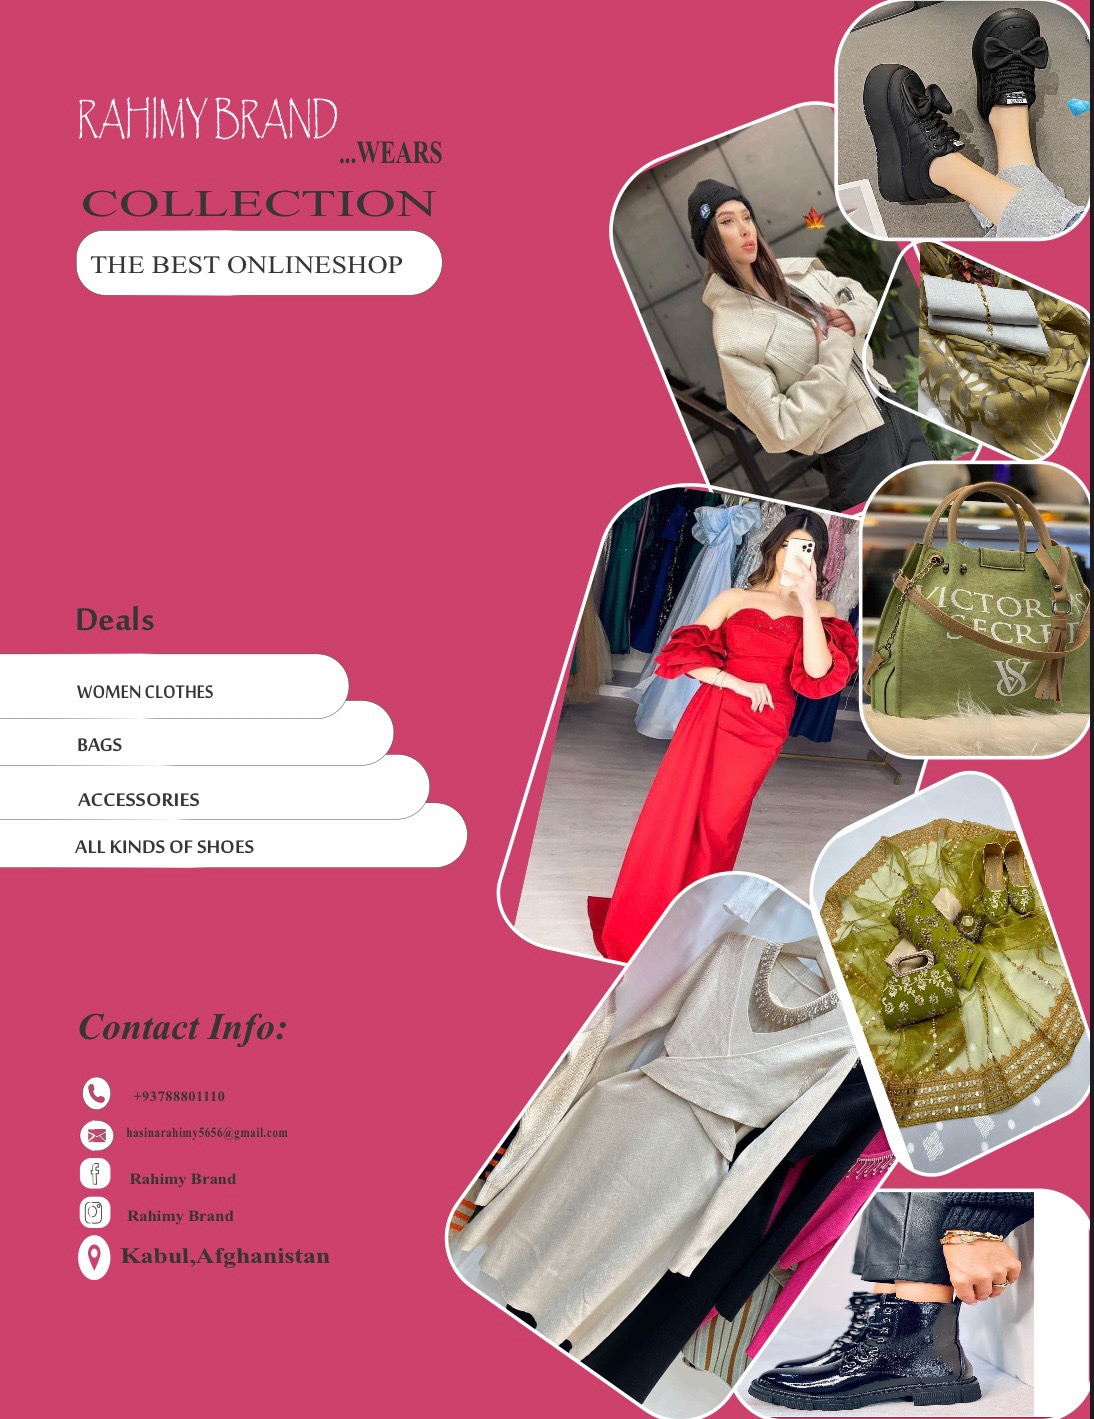 RAHIMY BRAND
...WEARS
COLLECTION
THE BEST ONLINESHOP
Deals
WOMEN CLOTHES
BAGS
ACCESSORIES
ALL KINDS OF SHOES
Contact Info:
+93788801110
hasinarahimy5656@gmail.com
Rahimy Brand
Rahimy Brand
Kabul,Afghanistan
VICTORIA'S
SECRET
VS